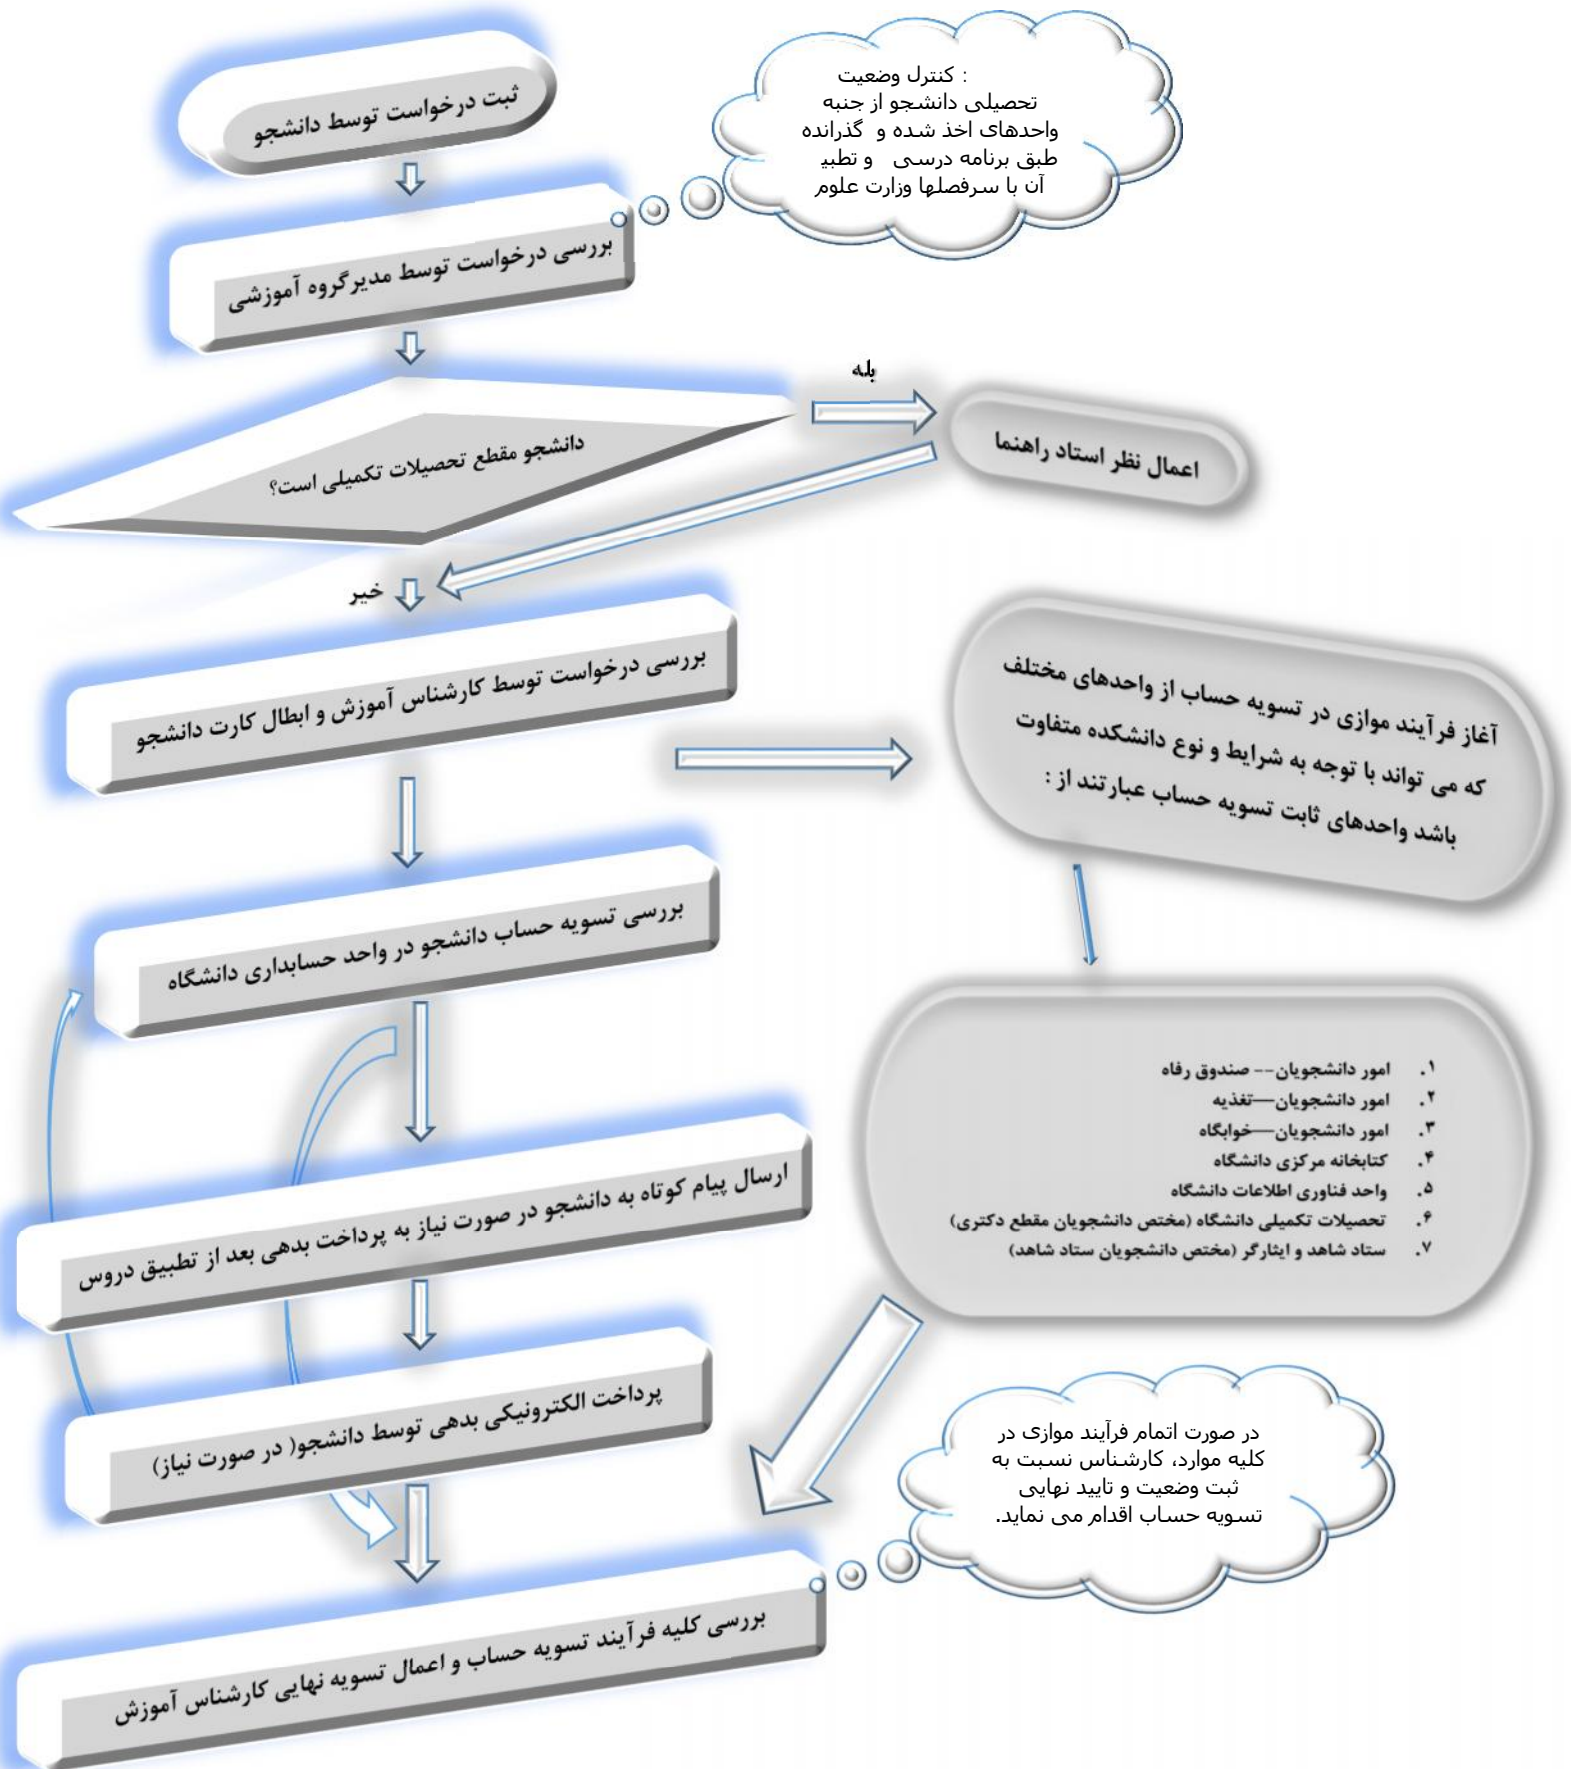 ثبت درخواست توسط دانشجو
: کنترل وضعیت
تحصیلی دانشجو از جنبه
واحدهای اخذ شده و گذرانده
طبق برنامه درسی و تطبیـ
آن با سرفصلها وزارت علوم
بررسی درخواست توسط مدیرگروه آموزشی
دانشجو مقطع تحصیلات تکمیلی است؟
بله
اعمال نظر استاد راهنما
خیر
بررسی درخواست توسط کارشناس آموزش و ابطال کارت دانشجو
آغاز فرآیند موازی در تسویه حساب از واحدهای مختلف
که می تواند با توجه به شرایط و نوع دانشکده متفاوت
باشد واحدهای ثابت تسویه حساب عبارتند از :
بررسی تسویه حساب دانشجو در واحد حسابداری دانشگاه
۱. امور دانشجویان-- صندوق رفاه
۲. امور دانشجویان—تغذیه
۳. امور دانشجویان—خوابگاه
۴. کتابخانه مرکزی دانشگاه
۵. واحد فناوری اطلاعات دانشگاه
۶. تحصیلات تکمیلی دانشگاه (مختص دانشجویان مقطع دکتری)
۷. ستاد شاهد و ایثارگر (مختص دانشجویان ستاد شاهد)
ارسال پیام کوتاه به دانشجو در صورت نیاز به پرداخت بدهی بعد از تطبیق دروس
پرداخت الکترونیکی بدهی توسط دانشجو( در صورت نیاز)
در صورت اتمام فرآیند موازی در
کلیه موارد، کارشناس نسبت به
ثبت وضعیت و تایید نهایی
تسویه حساب اقدام می نماید.
بررسی کلیه فرآیند تسویه حساب و اعمال تسویه نهایی کارشناس آموزش